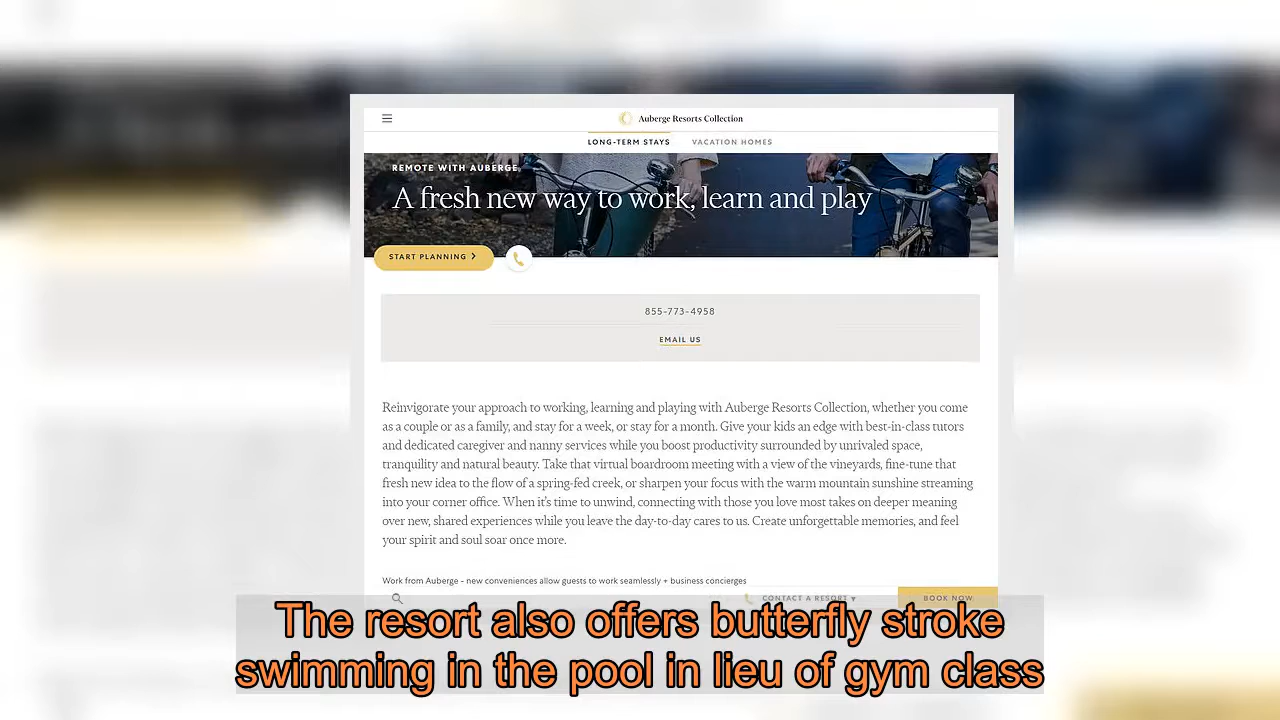 Auberge Resorts Collection
LONG-TERM STAYS VACATION HOMES
REMOTE WITH AUBERGE
A fresh new way to work, learn and play
START PLANNING
855-773-4958
EMAIL US
Reinvigorate your approach to working, learning and playing with Auberge Resorts Collection, whether you come
as a couple or as a family, and stay for a week, or stay for a month. Give your kids an edge with best-in-class tutors
and dedicated caregiver and nanny services while you boost productivity surrounded by unrivaled space,
tranquility and natural beauty. Take that virtual boardroom meeting with a view of the vineyards, fine-tune that
fresh new idea to the flow of a spring-fed creek, or sharpen your focus with the warm mountain sunshine streaming
into your corner office. When it's time to unwind, connecting with those you love most takes on deeper meaning
over new, shared experiences while you leave the day-to-day cares to us. Create unforgettable memories, and feel
your spirit and soul soar once more.
Work from Auberge - new conveniences allow guests to work seamlessly + business concierges
CONTACT A RESORT BOOK NOW
The resort also offers butterfly stroke
swimming in the pool in lieu of gym class